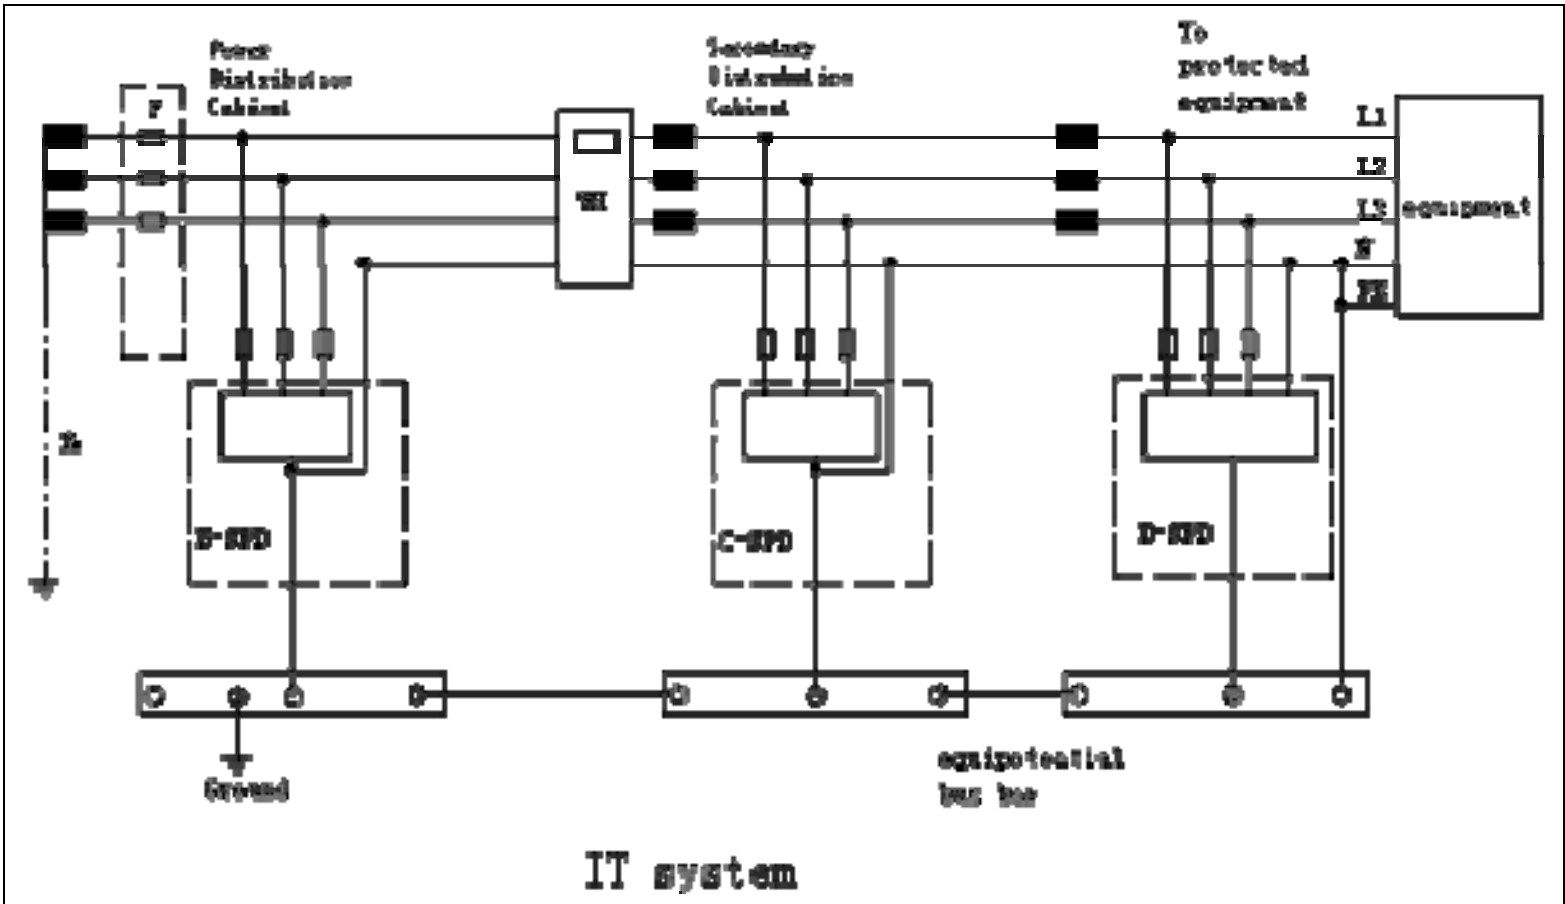 Power
Distribution
Cabinet
Secondary
Distribution
Cabinet
To
protected
equipment
F
L1
L2
L3
N
PE
equipment
B-SPD
C-SPD
D-SPD
Ground
equipotential
bus bar
IT system